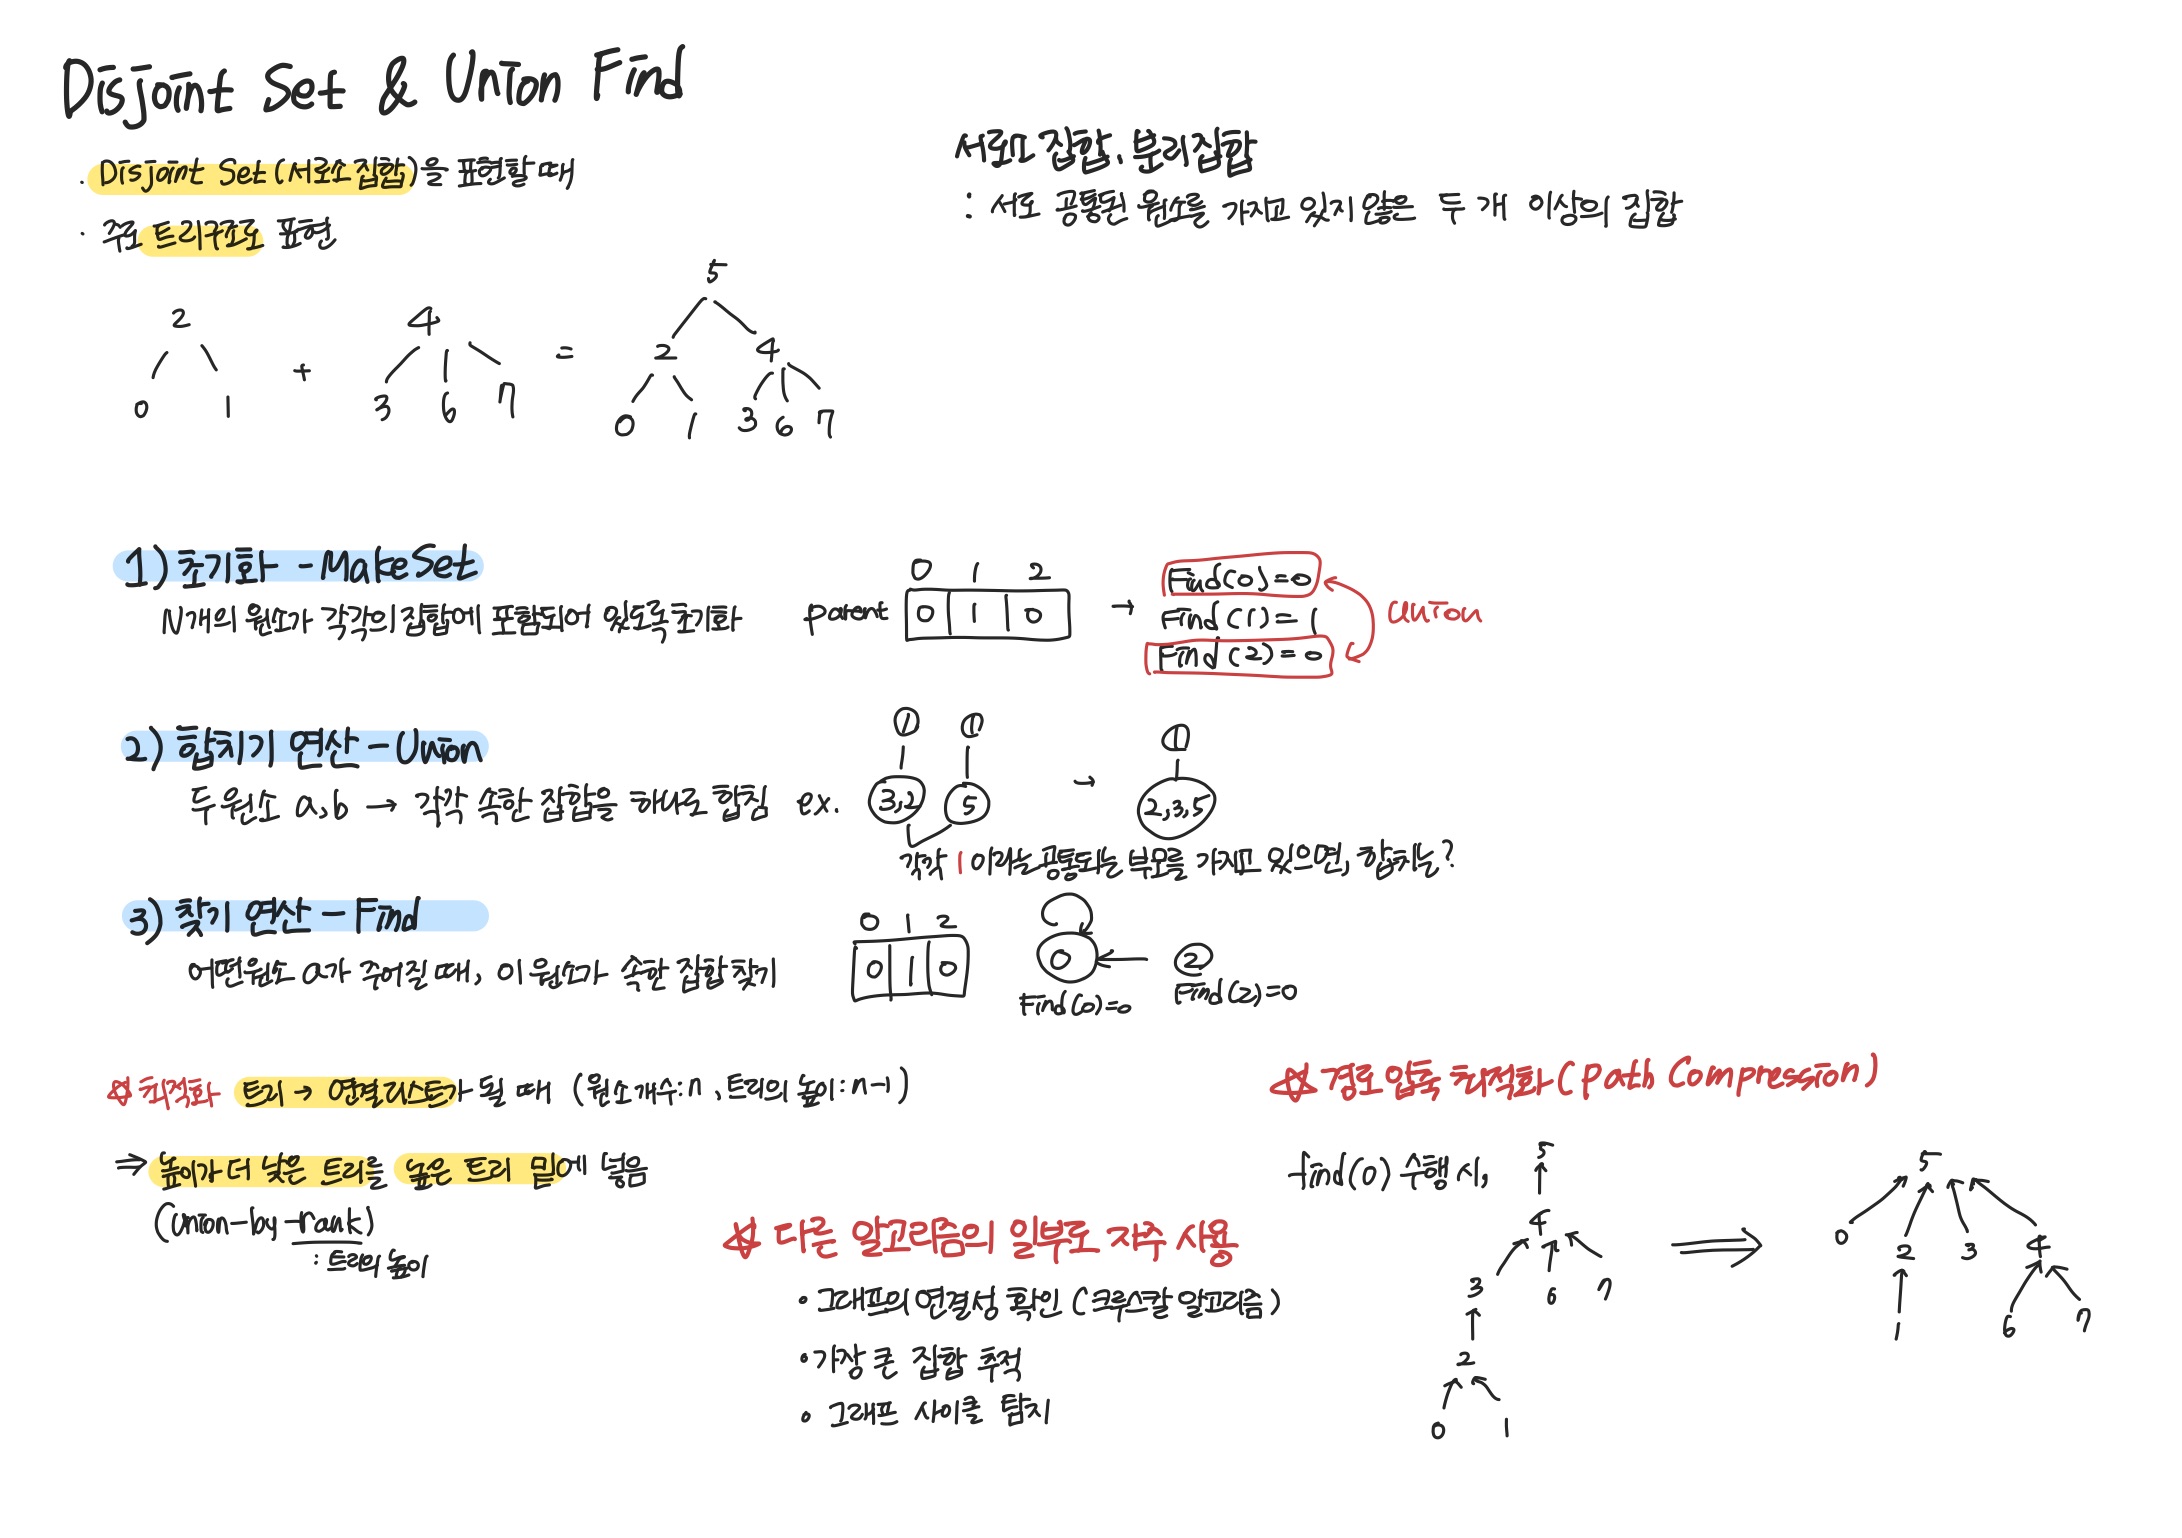 Disjoint Set & Union Find
· Disjoint Set (서로소 집합)을 표현할 때
· 주로 트리구조로 표현
서로소 집합, 분리집합
: 서로 공통된 원소를 가지고 있지 않은 두 개 이상의 집합
5
2 + 4 = 2 4
0 1 3 6 7 0 1 3 6 7
1) 초기화 - MakeSet
N개의 원소가 각각의 집합에 포함되어 있도록 초기화
0 1 2
parent 0 1 0 →
Find(0)=0
Find(1)=1
Find(2)=0
union
2) 합치기 연산 - Union
두 원소 a,b → 각각 속한 집합을 하나로 합침 ex.
1 1 1
3,2 5 → 2,3,5
각각 1 이라는 공통되는 부모를 가지고 있으면, 합치는?
3) 찾기 연산 - Find
어떤 원소 a가 주어질 때, 이 원소가 속한 집합 찾기
0 1 2
0 1 0
0 ← 2
Find(0)=0 Find(2)=0
☆ 최적화 트리 → 연결리스트가 될 때 (원소개수:n, 트리의 높이:n-1)
⇒ 높이가 더 낮은 트리를 높은 트리 밑에 넣음
(union-by-rank)
: 트리의 높이
☆ 다른 알고리즘의 일부로 자주 사용
• 그래프의 연결성 확인 (크루스칼 알고리즘)
• 가장 큰 집합 추적
• 그래프 사이클 탐지
☆ 경로 압축 최적화 (Path Compression)
find(0) 수행 시,
5
4
3 6 7
2
0 1
⇒
5
0 2 3 4
1 6 7